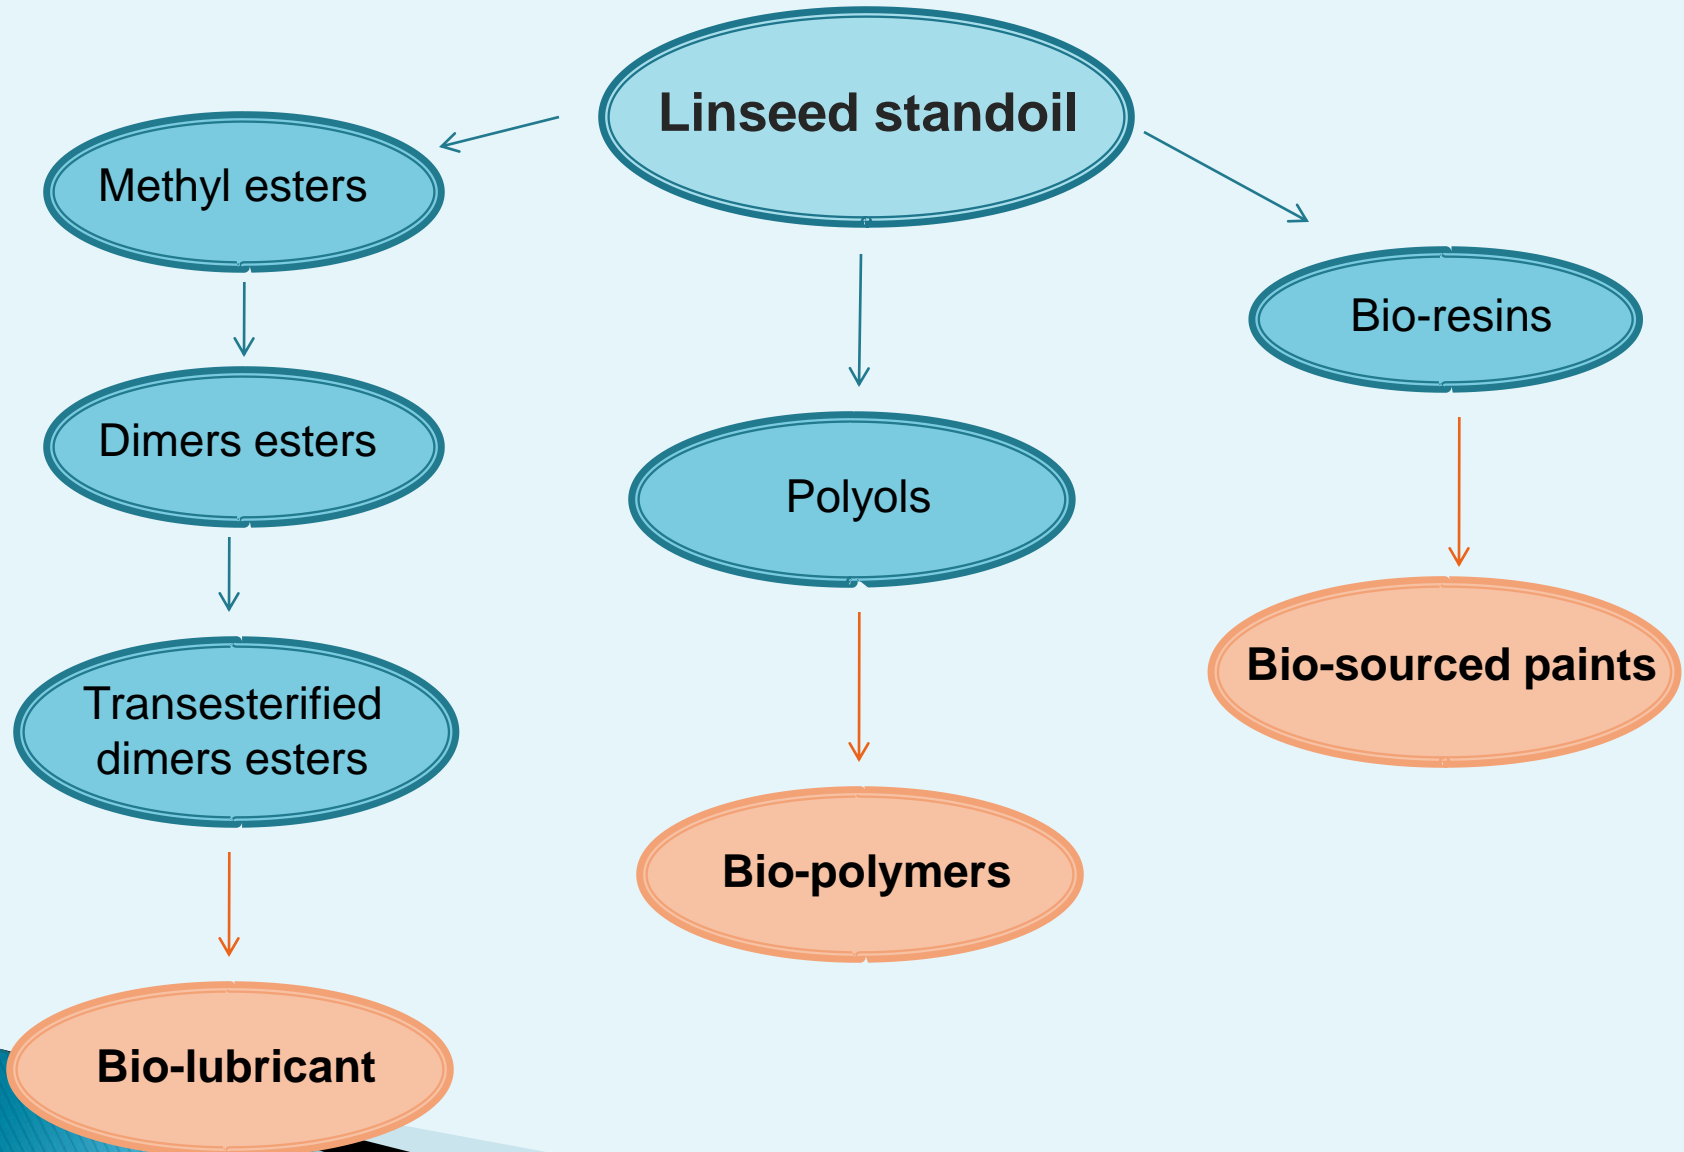 Linseed standoil
Methyl esters
Dimers esters
Transesterified
dimers esters
Bio-lubricant
Polyols
Bio-polymers
Bio-resins
Bio-sourced paints